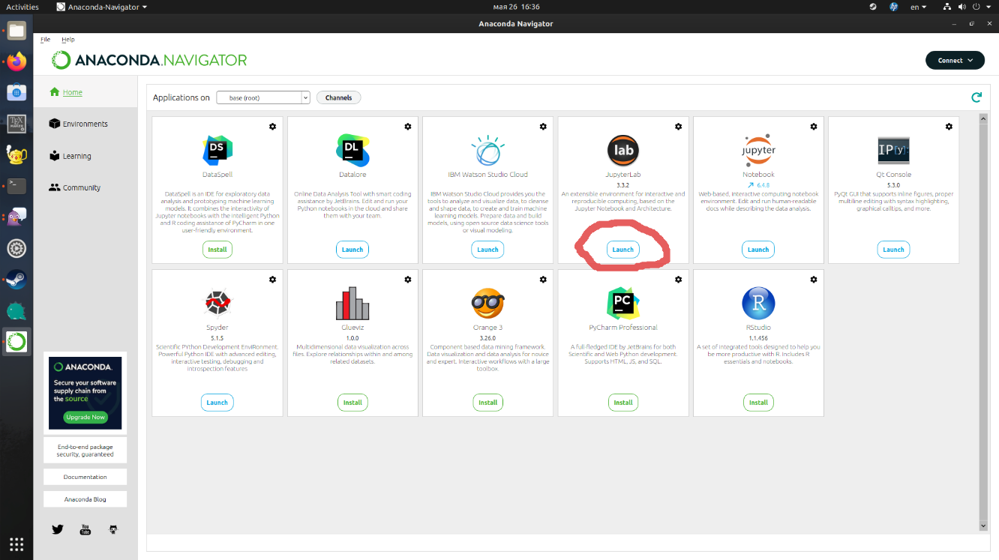 Activities
Anaconda-Navigator
мая 26 16:36
en
Anaconda Navigator
File Help
ANACONDA.NAVIGATOR
Connect
Home
Environments
Learning
Community
Applications on
base (root)
Channels
DS
DataSpell
DataSpell is an IDE for exploratory data
analysis and prototyping machine learning
models. It combines the interactivity of
Jupyter notebooks with the intelligent Python
and R coding assistance of PyCharm in one
user-friendly environment.
Install
DL
Datalore
Online Data Analysis Tool with smart coding
assistance by JetBrains. Edit and run your
Python notebooks in the cloud and share
them with your team.
Launch
IBM Watson Studio Cloud
IBM Watson Studio Cloud provides you the
tools to analyze and visualize data, to cleanse
and shape data, to create and train machine
learning models. Prepare data and build
models, using open source data science tools
or visual modeling.
Launch
lab
JupyterLab
3.3.2
An extensible environment for interactive and
reproducible computing, based on the
Jupyter Notebook and Architecture.
Launch
jupyter
Notebook
6.4.8
Web-based, interactive computing notebook
environment. Edit and run human-readable
docs while describing the data analysis.
Launch
IP[y]:
Qt Console
5.3.0
PyQt GUI that supports inline figures, proper
multiline editing with syntax highlighting,
graphical calltips, and more.
Launch
Spyder
5.1.5
Scientific PYthon Development EnviRonment.
Powerful Python IDE with advanced editing,
interactive testing, debugging and
introspection features
Launch
Glueviz
1.0.0
Multidimensional data visualization across
files. Explore relationships within and among
related datasets.
Install
Orange 3
3.26.0
Component based data mining framework.
Data visualization and data analysis for novice
and expert. Interactive workflows with a large
toolbox.
Install
PC
PyCharm Professional
A full-fledged IDE by JetBrains for both
Scientific and Web Python development.
Supports HTML, JS, and SQL.
Install
R
RStudio
1.1.456
A set of integrated tools designed to help you
be more productive with R. Includes R
essentials and notebooks.
Install
ANACONDA.
Secure your software
supply chain from
the source
Upgrade Now
End-to-end package
security, guaranteed
Documentation
Anaconda Blog
You
Tube
hp
TEX
MAKER